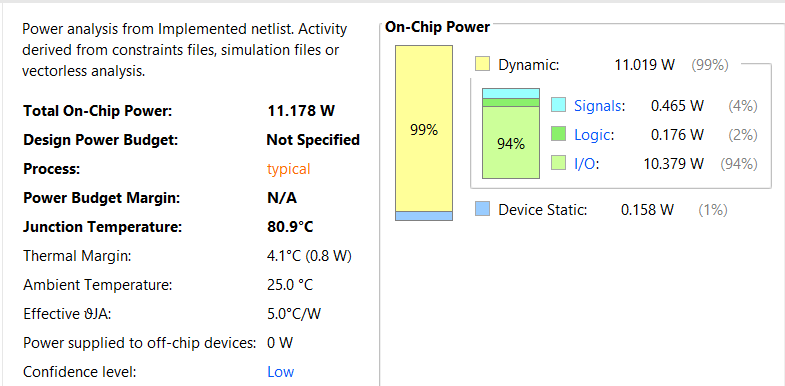 Power analysis from Implemented netlist. Activity
derived from constraints files, simulation files or
vectorless analysis.
Total On-Chip Power: 11.178 W
Design Power Budget: Not Specified
Process: typical
Power Budget Margin: N/A
Junction Temperature: 80.9°C
Thermal Margin: 4.1°C (0.8 W)
Ambient Temperature: 25.0 °C
Effective ϑJA: 5.0°C/W
Power supplied to off-chip devices: 0 W
Confidence level: Low
On-Chip Power
99%
Dynamic: 11.019 W (99%)
94%
Signals: 0.465 W (4%)
Logic: 0.176 W (2%)
I/O: 10.379 W (94%)
Device Static: 0.158 W (1%)